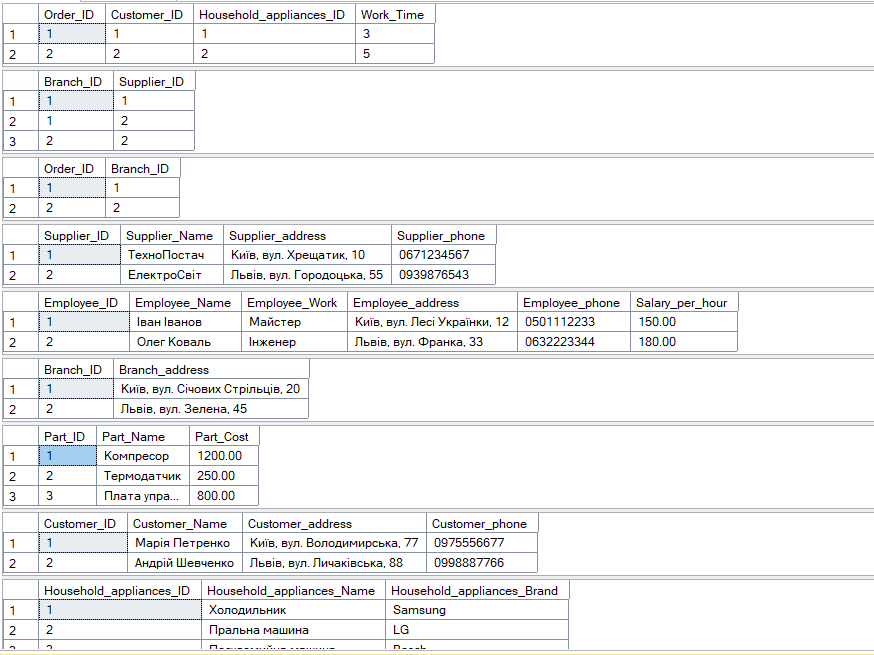 Order_ID Customer_ID Household_appliances_ID Work_Time
1 1 1 1 3
2 2 2 2 5
Branch_ID Supplier_ID
1 1 1
2 1 2
3 2 2
Order_ID Branch_ID
1 1 1
2 2 2
Supplier_ID Supplier_Name Supplier_address Supplier_phone
1 1 ТехноПостач Київ, вул. Хрещатик, 10 0671234567
2 2 ЕлектроСвіт Львів, вул. Городоцька, 55 0939876543
Employee_ID Employee_Name Employee_Work Employee_address Employee_phone Salary_per_hour
1 1 Іван Іванов Майстер Київ, вул. Лесі Українки, 12 0501112233 150.00
2 2 Олег Коваль Інженер Львів, вул. Франка, 33 0632223344 180.00
Branch_ID Branch_address
1 1 Київ, вул. Січових Стрільців, 20
2 2 Львів, вул. Зелена, 45
Part_ID Part_Name Part_Cost
1 1 Компресор 1200.00
2 2 Термодатчик 250.00
3 3 Плата упра... 800.00
Customer_ID Customer_Name Customer_address Customer_phone
1 1 Марія Петренко Київ, вул. Володимирська, 77 0975556677
2 2 Андрій Шевченко Львів, вул. Личаківська, 88 0998887766
Household_appliances_ID Household_appliances_Name Household_appliances_Brand
1 1 Холодильник Samsung
2 2 Пральна машина LG